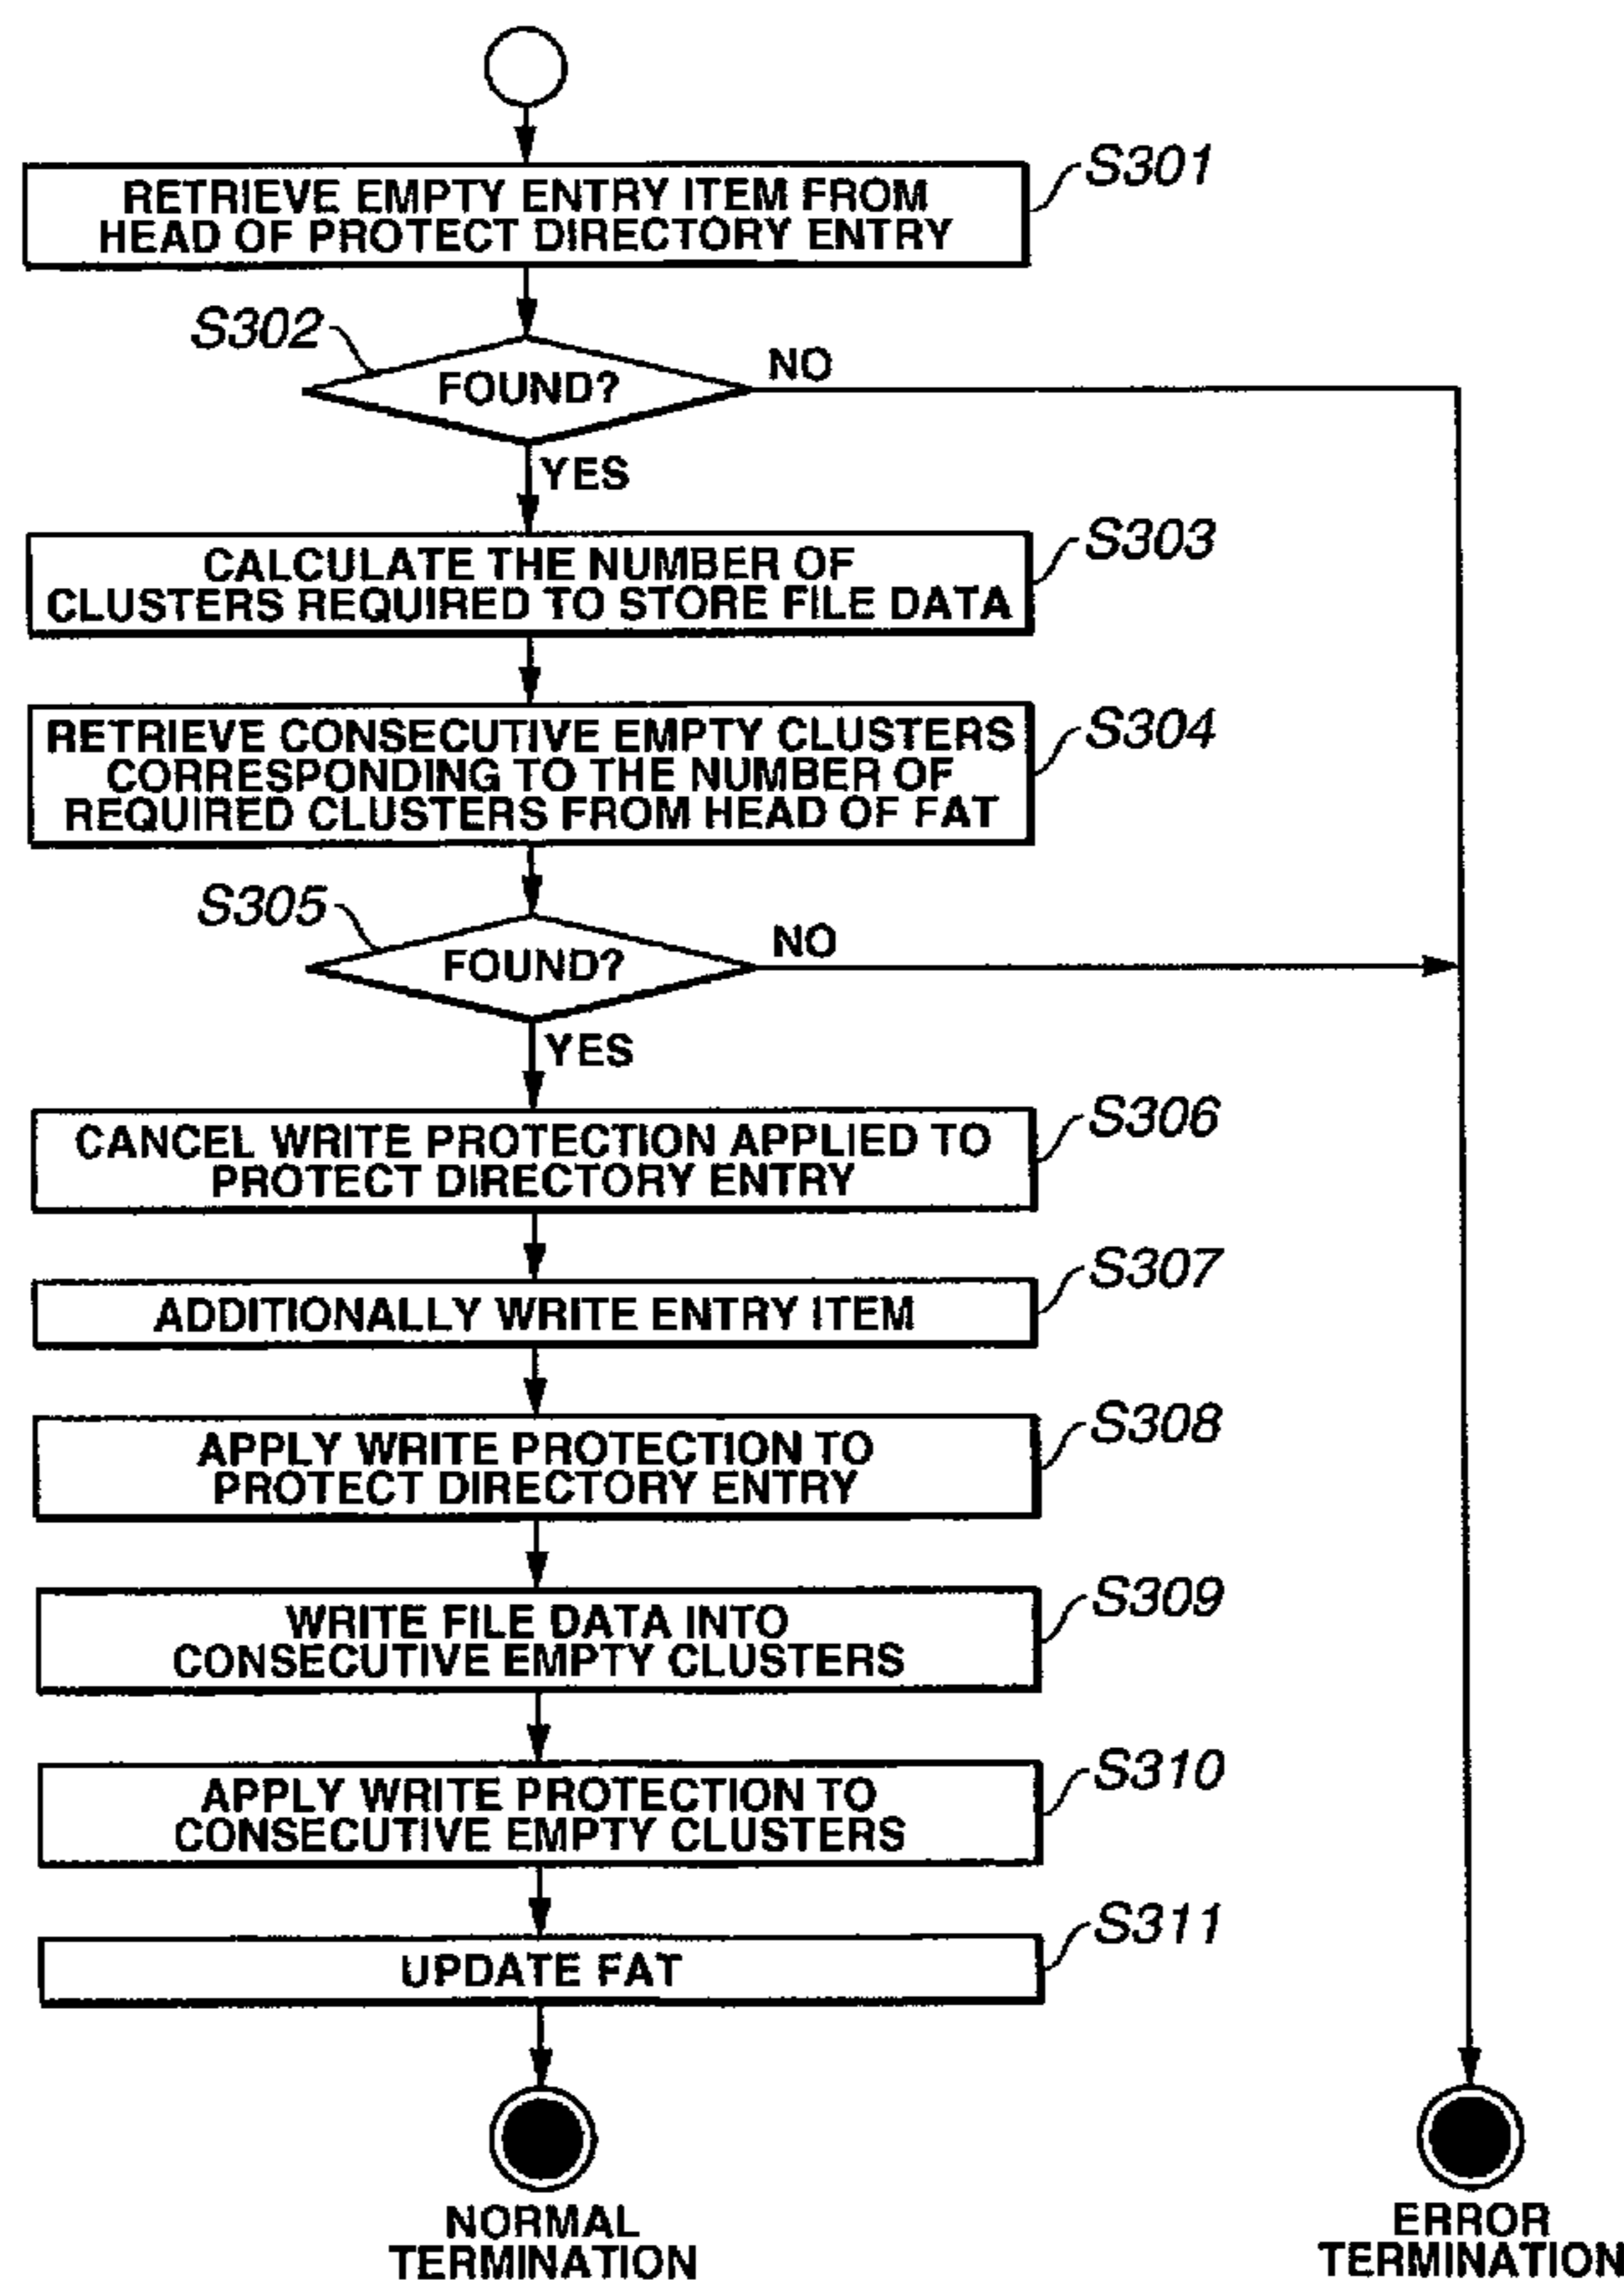 S301
RETRIEVE EMPTY ENTRY ITEM FROM
HEAD OF PROTECT DIRECTORY ENTRY
S302
FOUND?
NO
YES
S303
CALCULATE THE NUMBER OF
CLUSTERS REQUIRED TO STORE FILE DATA
S304
RETRIEVE CONSECUTIVE EMPTY CLUSTERS
CORRESPONDING TO THE NUMBER OF
REQUIRED CLUSTERS FROM HEAD OF FAT
S305
FOUND?
NO
YES
S306
CANCEL WRITE PROTECTION APPLIED TO
PROTECT DIRECTORY ENTRY
S307
ADDITIONALLY WRITE ENTRY ITEM
S308
APPLY WRITE PROTECTION TO
PROTECT DIRECTORY ENTRY
S309
WRITE FILE DATA INTO
CONSECUTIVE EMPTY CLUSTERS
S310
APPLY WRITE PROTECTION TO
CONSECUTIVE EMPTY CLUSTERS
S311
UPDATE FAT
NORMAL
TERMINATION
ERROR
TERMINATION